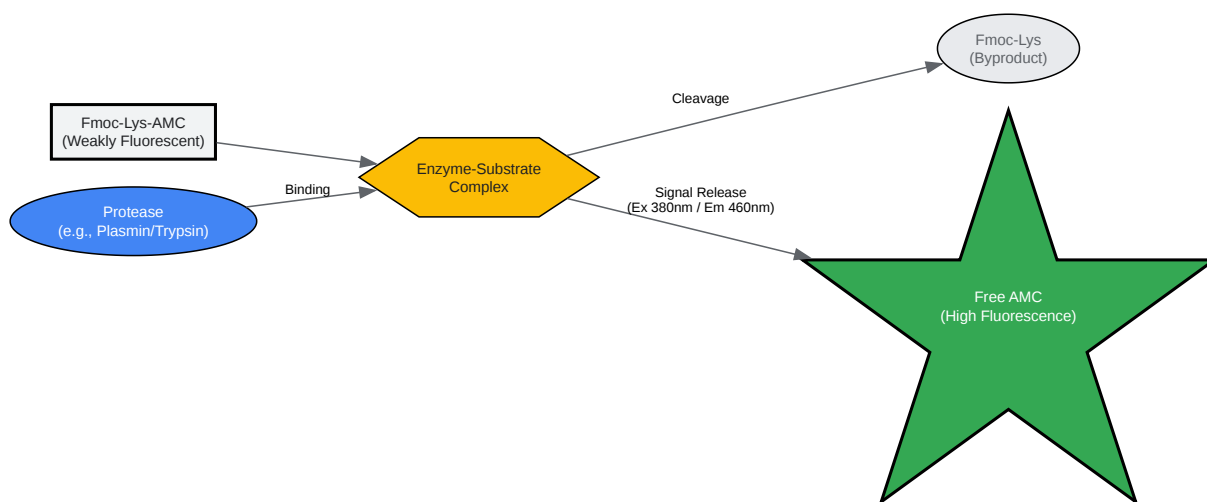 Fmoc-Lys
(Byproduct)
Cleavage
Fmoc-Lys-AMC
(Weakly Fluorescent)
Enzyme-Substrate
Complex
Binding
Signal Release
(Ex 380nm / Em 460nm)
Protease
(e.g., Plasmin/Trypsin)
Free AMC
(High Fluorescence)